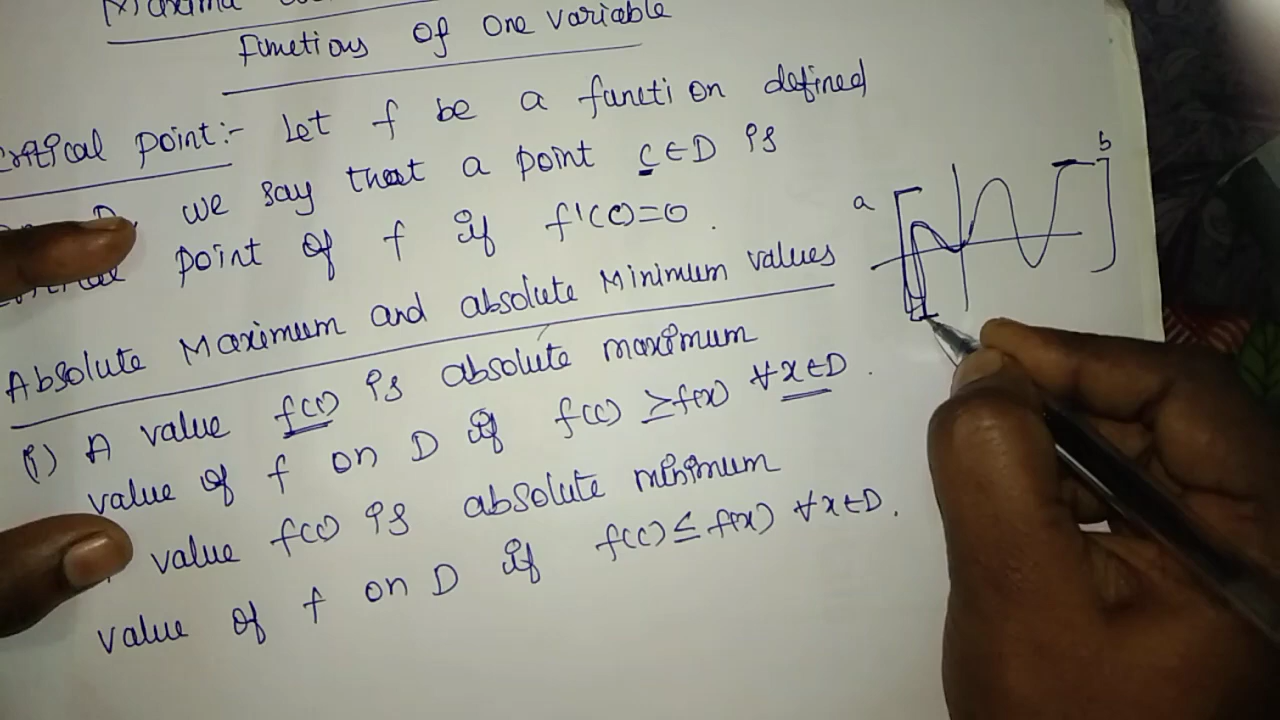 Functions of One variable
Critical point:- Let f be a function defined
on D, we say that a point c∈D is
point of f if f'(c)=0.
Absolute Maximum and absolute Minimum values
(i) A value f(c) is absolute maximum
value of f on D if f(c) ≥f(x) ∀x∈D.
value f(c) is absolute minimum
value of f on D if f(c)≤f(x) ∀x∈D.
a
b